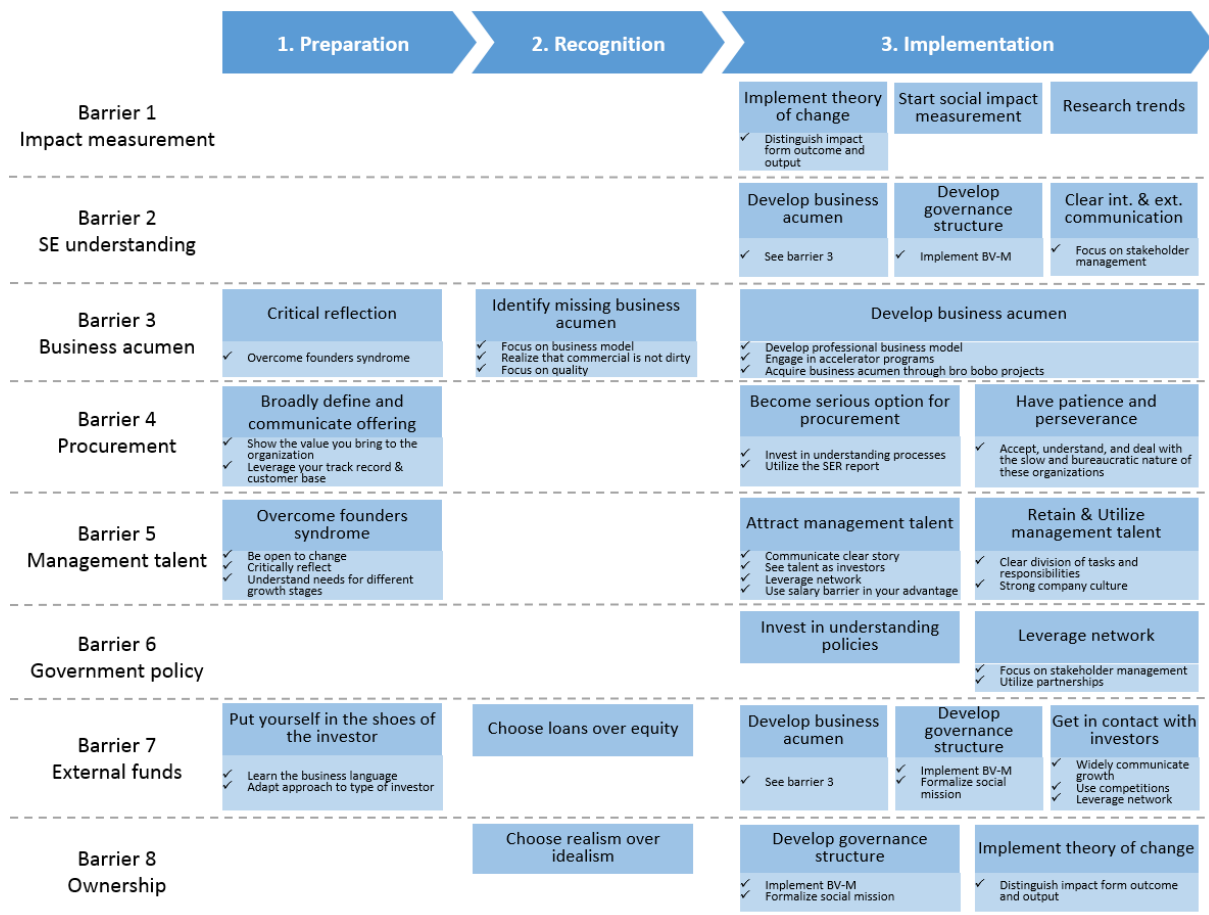 1. Preparation
2. Recognition
3. Implementation
Barrier 1
Impact measurement
Implement theory
of change
✓ Distinguish impact
form outcome and
output
Start social impact
measurement
Research trends
Barrier 2
SE understanding
Develop business
acumen
✓ See barrier 3
Develop
governance
structure
✓ Implement BV-M
Clear int. & ext.
communication
✓ Focus on stakeholder
management
Barrier 3
Business acumen
Critical reflection
✓ Overcome founders syndrome
Identify missing business
acumen
✓ Focus on business model
✓ Realize that commercial is not dirty
✓ Focus on quality
Develop business acumen
✓ Develop professional business model
✓ Engage in accelerator programs
✓ Acquire business acumen through bro bobo projects
Barrier 4
Procurement
Broadly define and
communicate offering
✓ Show the value you bring to the
organization
✓ Leverage your track record &
customer base
Become serious option for
procurement
✓ Invest in understanding processes
✓ Utilize the SER report
Have patience and
perseverance
✓ Accept, understand, and deal with
the slow and bureaucratic nature of
these organizations
Barrier 5
Management talent
Overcome founders
syndrome
✓ Be open to change
✓ Critically reflect
✓ Understand needs for different
growth stages
Attract management talent
✓ Communicate clear story
✓ See talent as investors
✓ Leverage network
✓ Use salary barrier in your advantage
Retain & Utilize
management talent
✓ Clear division of tasks and
responsibilities
✓ Strong company culture
Barrier 6
Government policy
Invest in understanding
policies
Leverage network
✓ Focus on stakeholder management
✓ Utilize partnerships
Barrier 7
External funds
Put yourself in the shoes of
the investor
✓ Learn the business language
✓ Adapt approach to type of investor
Choose loans over equity
Develop business
acumen
✓ See barrier 3
Develop
governance
structure
✓ Implement BV-M
✓ Formalize social
mission
Get in contact with
investors
✓ Widely communicate
growth
✓ Use competitions
✓ Leverage network
Barrier 8
Ownership
Choose realism over
idealism
Develop governance
structure
✓ Implement BV-M
✓ Formalize social mission
Implement theory of change
✓ Distinguish impact form outcome and
output